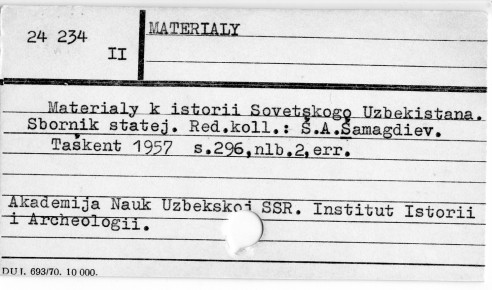 24 234
II
MATERIALY
Materialy k istorii Sovetskogo Uzbekistana.
Sbornik statej. Red.koll.: Š.A.Šamagdiev.
Taškent 1957 s.296,nlb.2,err.
Akademija Nauk Uzbekskoj SSR. Institut Istorii
i Archeologii.
DU I. 693/70. 10 000.